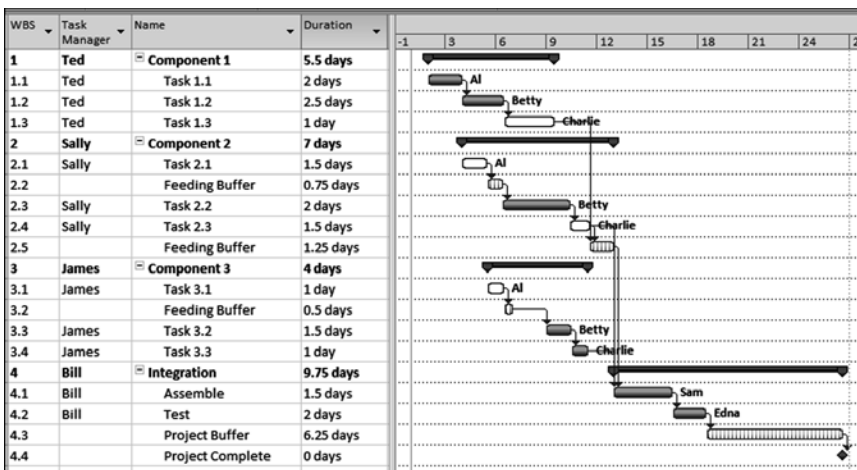 WBS Task Manager Name Duration
-1 3 6 9 12 15 18 21 24 26 2
1 Ted Component 1 5.5 days
1.1 Ted Task 1.1 2 days Al
1.2 Ted Task 1.2 2.5 days Betty
1.3 Ted Task 1.3 1 day Charlie
2 Sally Component 2 7 days
2.1 Sally Task 2.1 1.5 days Al
2.2 Feeding Buffer 0.75 days
2.3 Sally Task 2.2 2 days Betty
2.4 Sally Task 2.3 1.5 days Charlie
2.5 Feeding Buffer 1.25 days
3 James Component 3 4 days
3.1 James Task 3.1 1 day Al
3.2 Feeding Buffer 0.5 days
3.3 James Task 3.2 1.5 days Betty
3.4 James Task 3.3 1 day Charlie
4 Bill Integration 9.75 days
4.1 Bill Assemble 1.5 days Sam
4.2 Bill Test 2 days Edna
4.3 Project Buffer 6.25 days
4.4 Project Complete 0 days